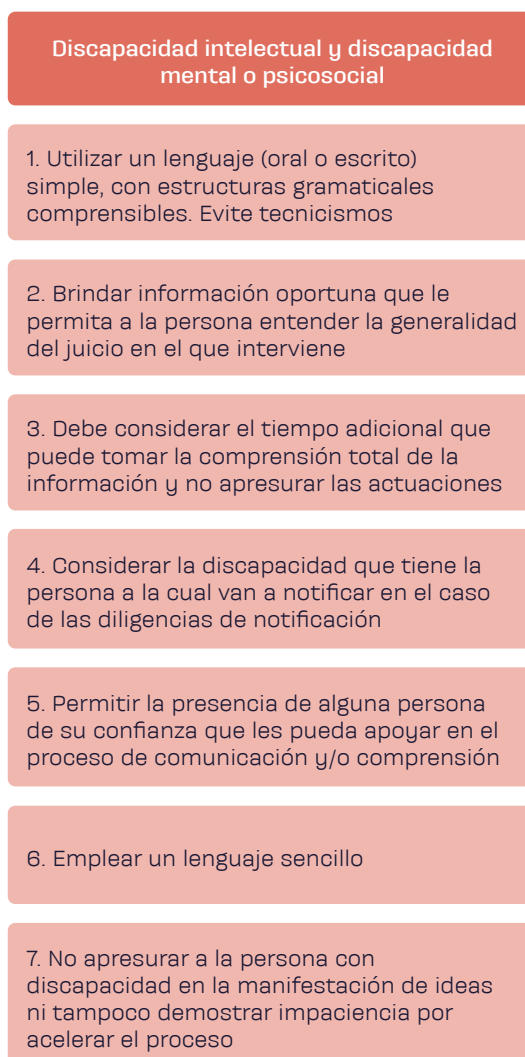 Discapacidad intelectual y discapacidad
mental o psicosocial
1. Utilizar un lenguaje (oral o escrito)
simple, con estructuras gramaticales
comprensibles. Evite tecnicismos
2. Brindar información oportuna que le
permita a la persona entender la generalidad
del juicio en el que interviene
3. Debe considerar el tiempo adicional que
puede tomar la comprensión total de la
información y no apresurar las actuaciones
4. Considerar la discapacidad que tiene la
persona a la cual van a notificar en el caso
de las diligencias de notificación
5. Permitir la presencia de alguna persona
de su confianza que les pueda apoyar en el
proceso de comunicación y/o comprensión
6. Emplear un lenguaje sencillo
7. No apresurar a la persona con
discapacidad en la manifestación de ideas
ni tampoco demostrar impaciencia por
acelerar el proceso